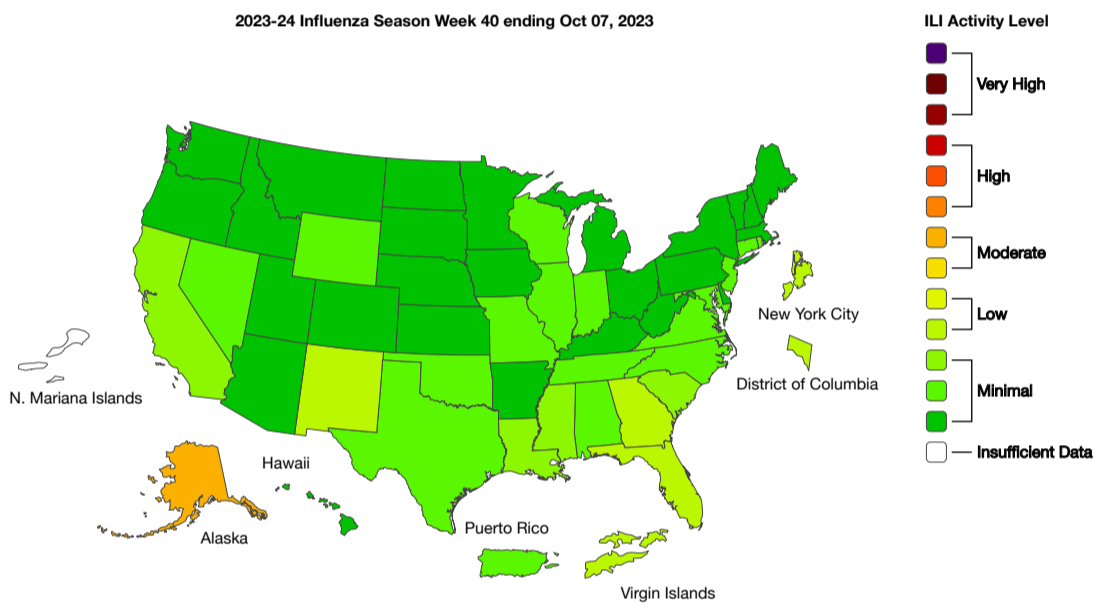 2023-24 Influenza Season Week 40 ending Oct 07, 2023
ILI Activity Level
Very High
High
Moderate
Low
Minimal
Insufficient Data
New York City
District of Columbia
N. Mariana Islands
Hawaii
Alaska
Puerto Rico
Virgin Islands